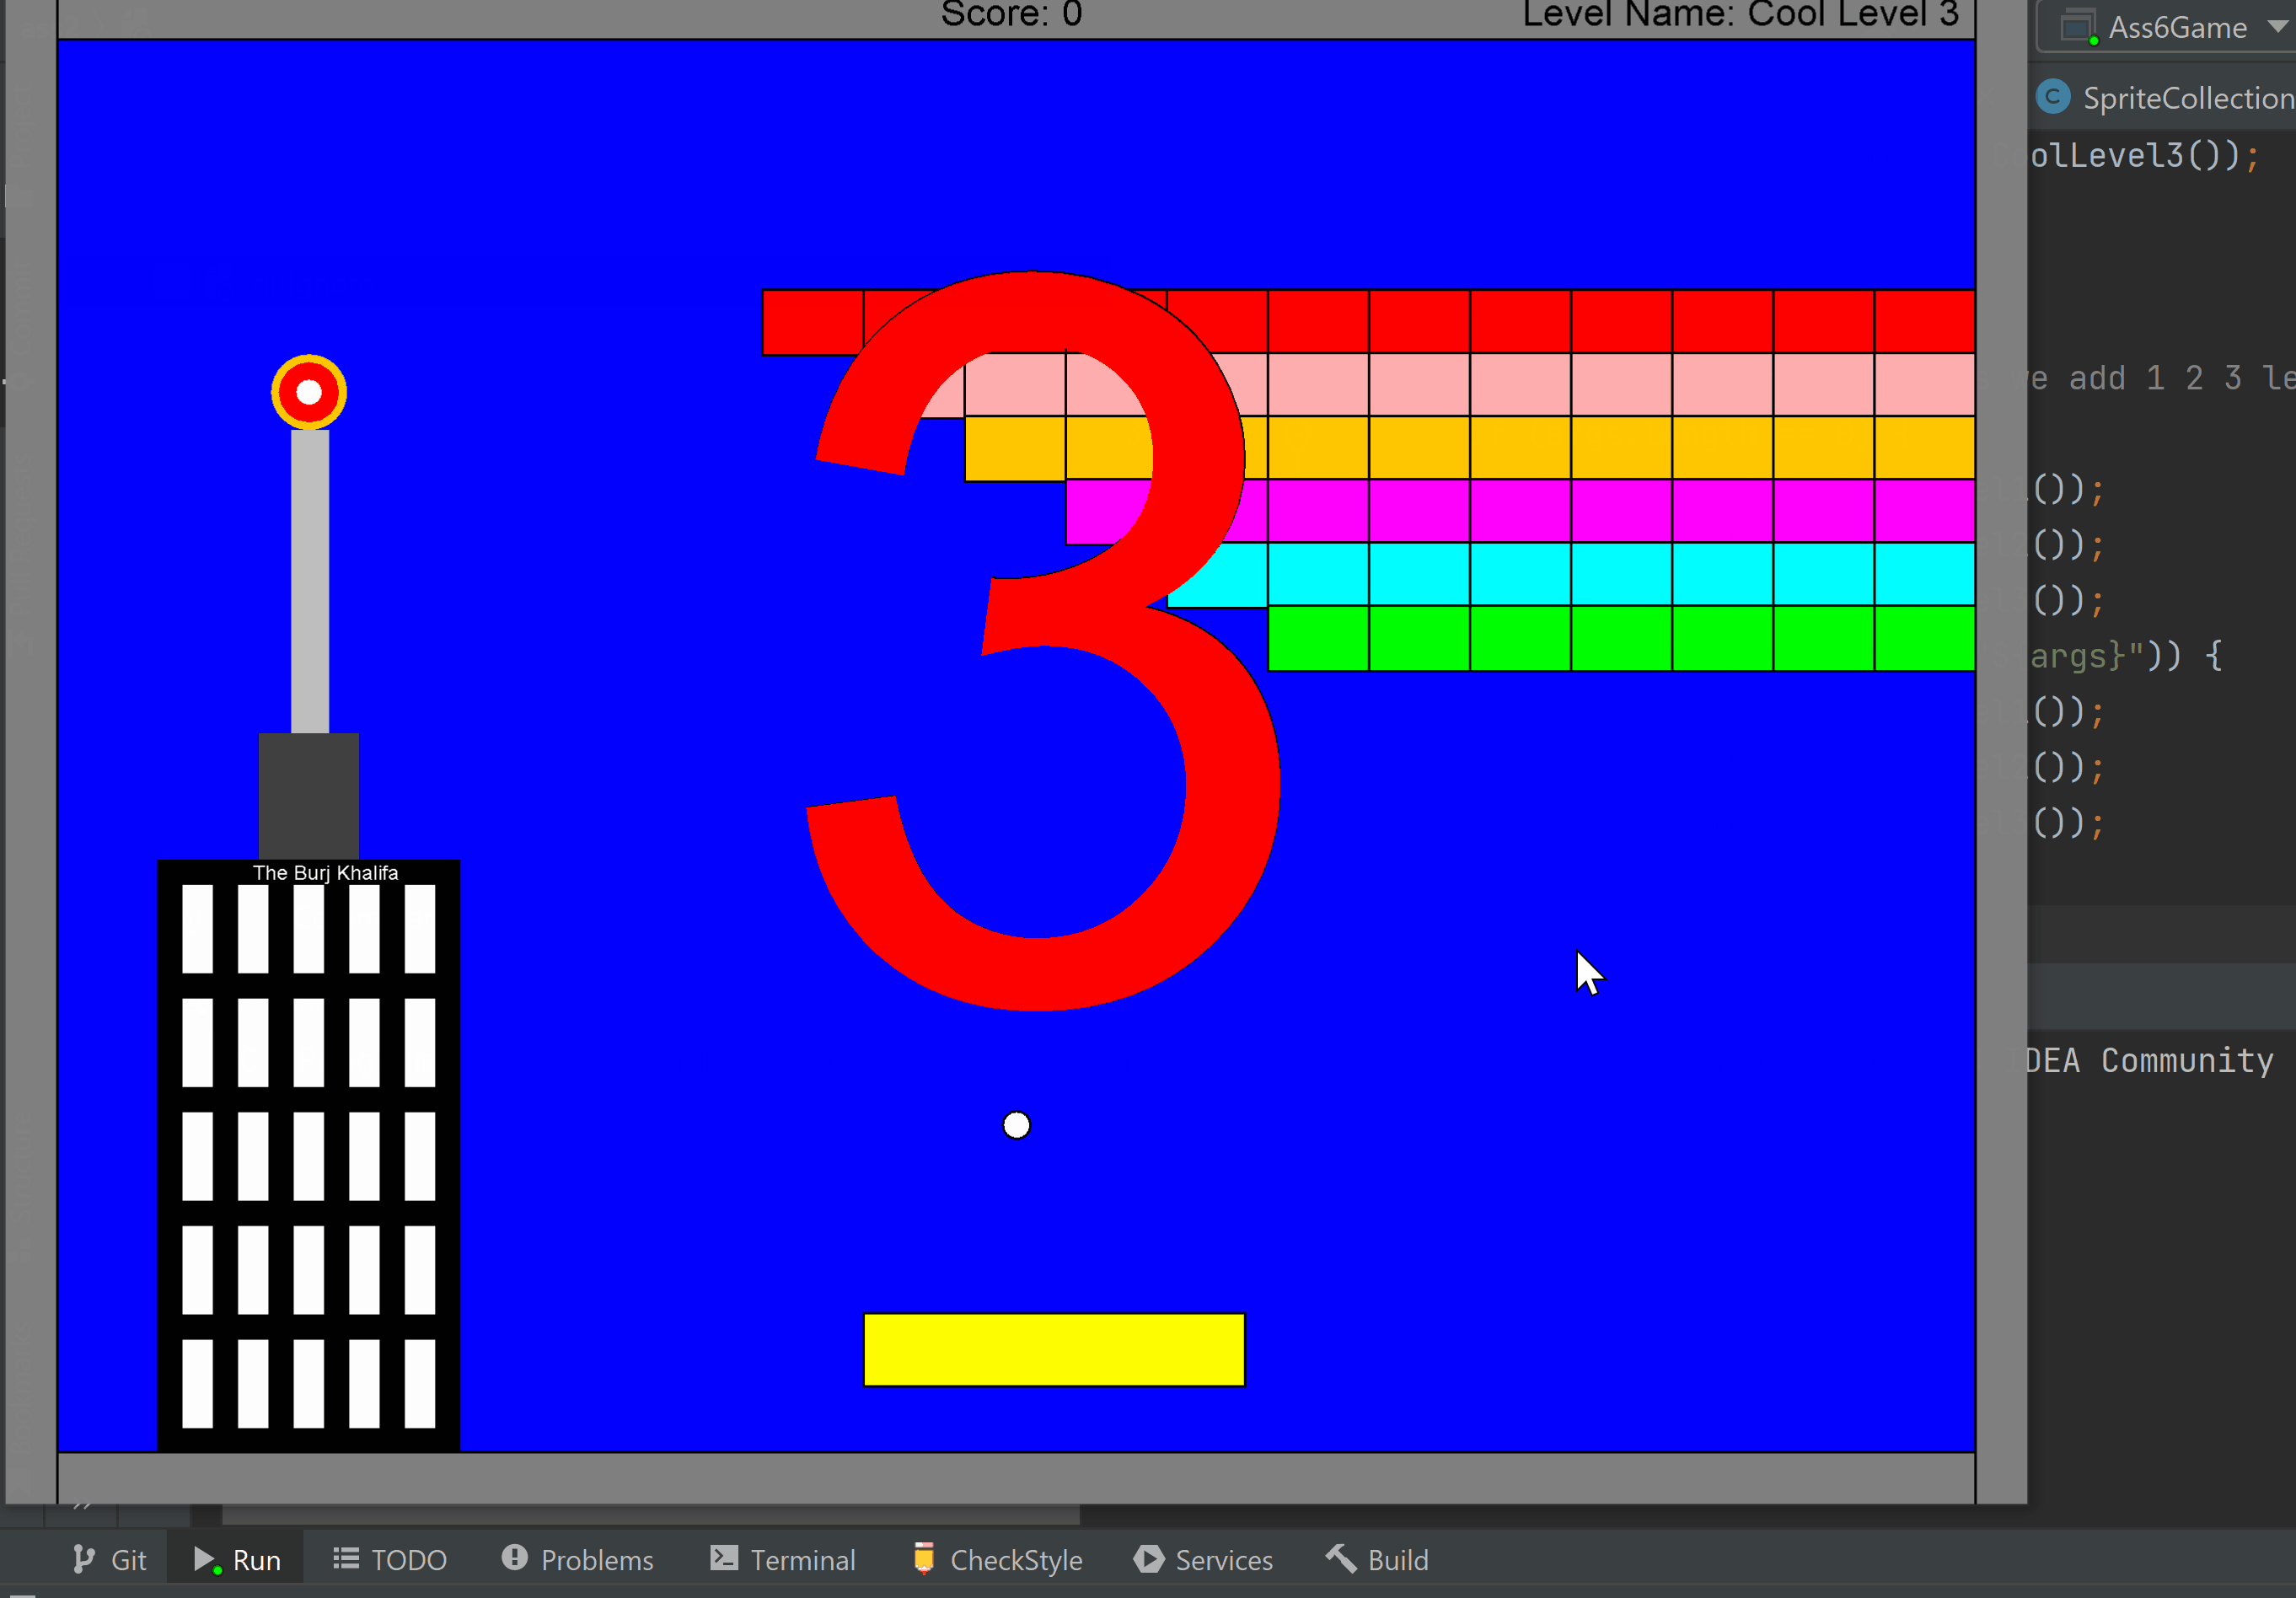 Score: 0
Level Name: Cool Level 3
Ass6Game
SpriteCollection
olLevel3());
3
add 1 2 3 le
());
());
());
args}")) {
());
());
());
The Burj Khalifa
DEA Community
Git
Run
TODO
Problems
Terminal
CheckStyle
Services
Build